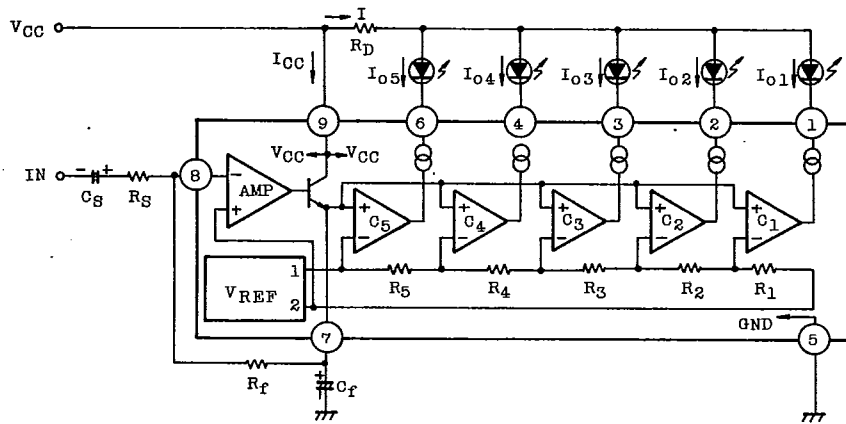 I
VCC
RD
ICC
Io5
Io4
Io3
Io2
Io1
9
6
4
3
2
1
VCC
VCC
8
IN
- +
CS
RS
-
AMP
+
+
C5
-
+
C4
-
+
C3
-
+
C2
-
+
C1
-
1
VREF
2
R5
R4
R3
R2
R1
GND
7
5
Rf
+
Cf